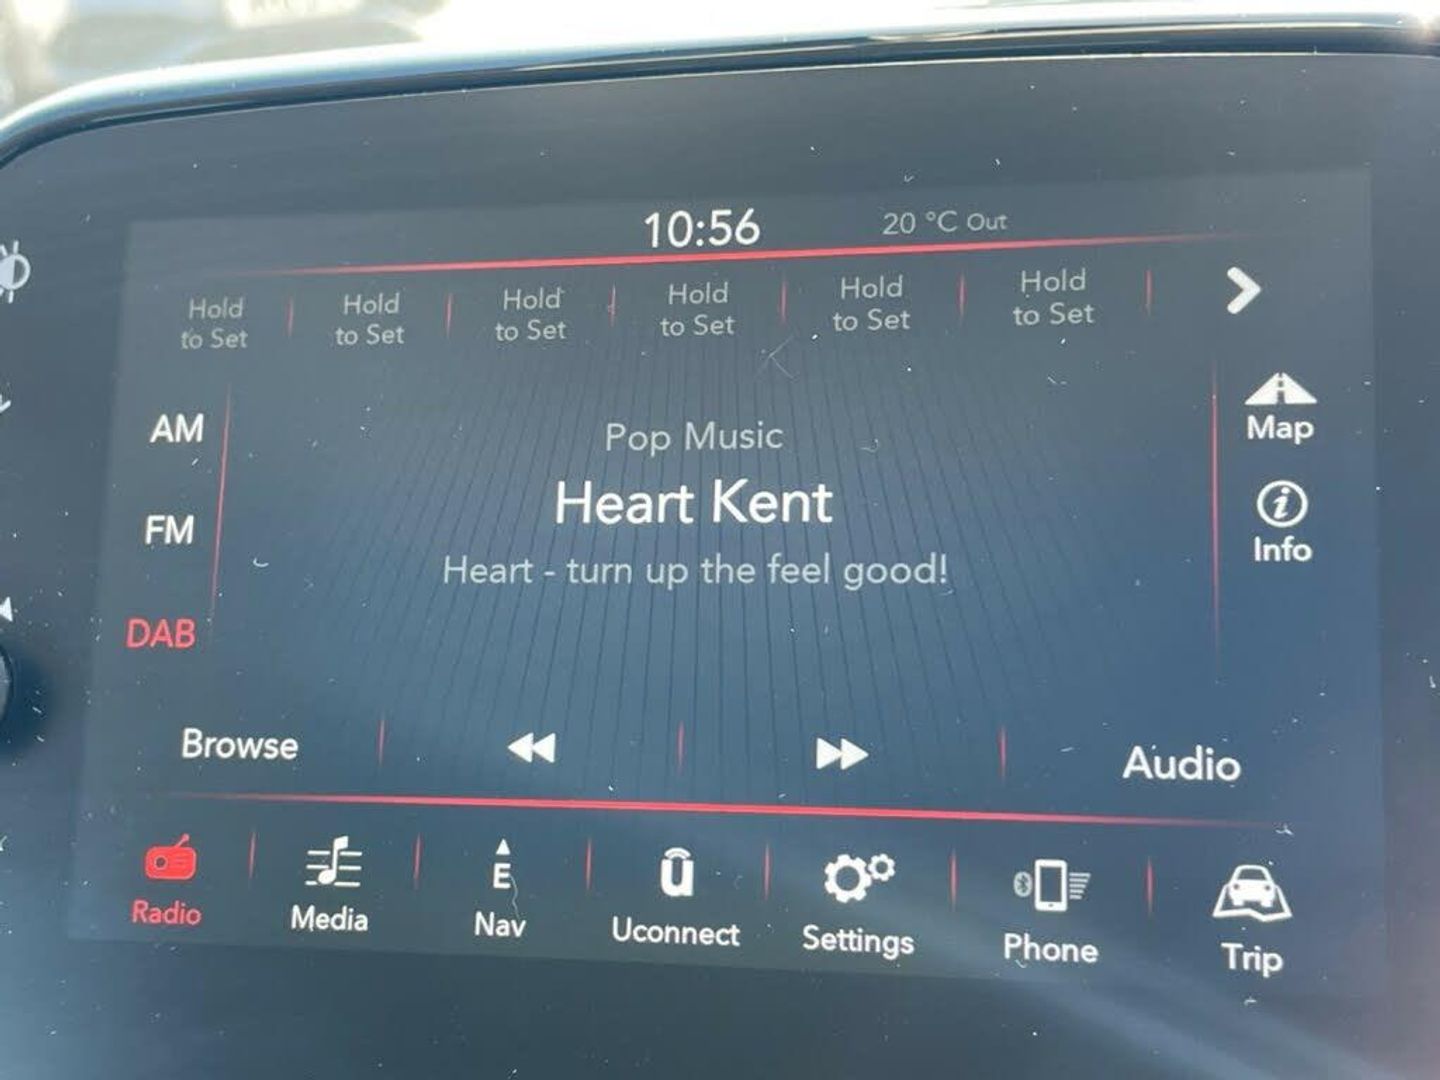 10:56
20 °C Out
Hold to Set
Hold to Set
Hold to Set
Hold to Set
Hold to Set
Hold to Set
AM
FM
DAB
Pop Music
Heart Kent
Heart - turn up the feel good!
Map
Info
Browse
Audio
Radio
Media
E
Nav
Uconnect
Settings
Phone
Trip